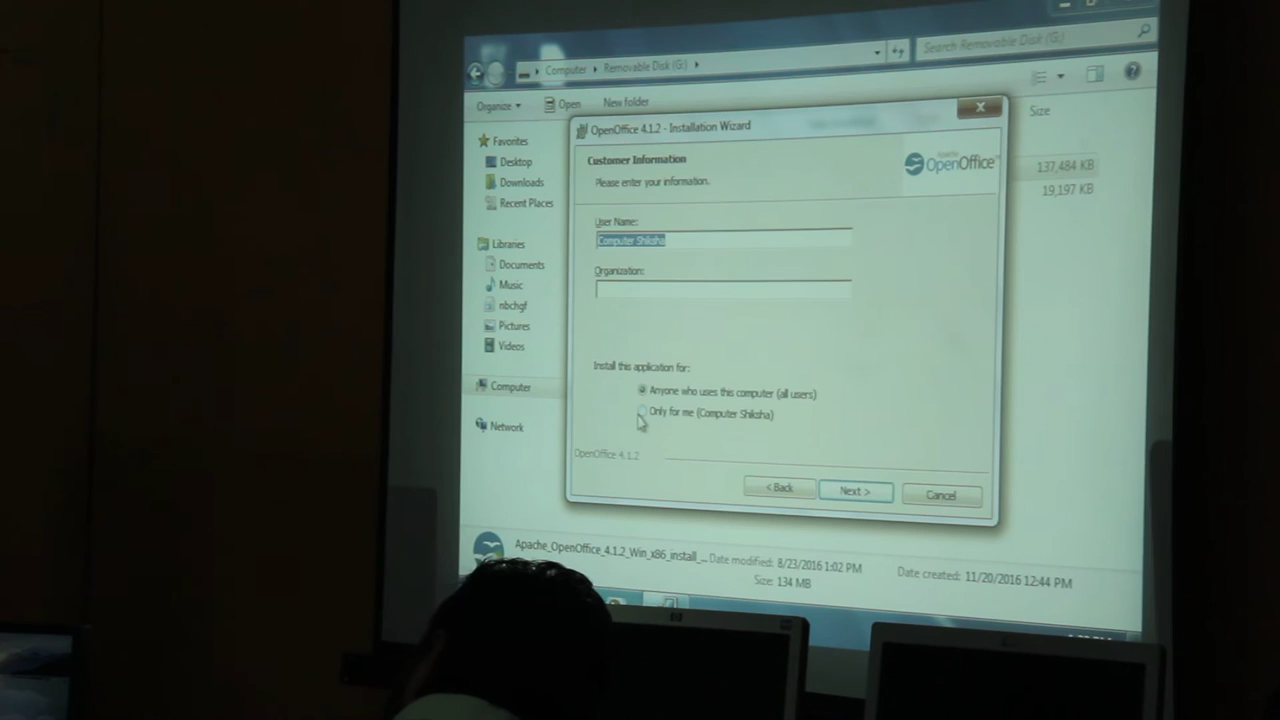 Computer ▸ Removable Disk (G:) ▸
Search Removable Disk (G:)
Organize ▾ Open New folder
Size
137,484 KB
19,197 KB
Favorites
Desktop
Downloads
Recent Places
Libraries
Documents
Music
nbchgf
Pictures
Videos
Computer
Network
OpenOffice 4.1.2 - Installation Wizard
Customer Information
Please enter your information.
Apache
OpenOffice™
User Name:
Computer Shiksha
Organization:
Install this application for:
Anyone who uses this computer (all users)
Only for me (Computer Shiksha)
OpenOffice 4.1.2
< Back Next > Cancel
Apache_OpenOffice_4.1.2_Win_x86_install_... Date modified: 8/23/2016 1:02 PM Date created: 11/20/2016 12:44 PM
Size: 134 MB
hp